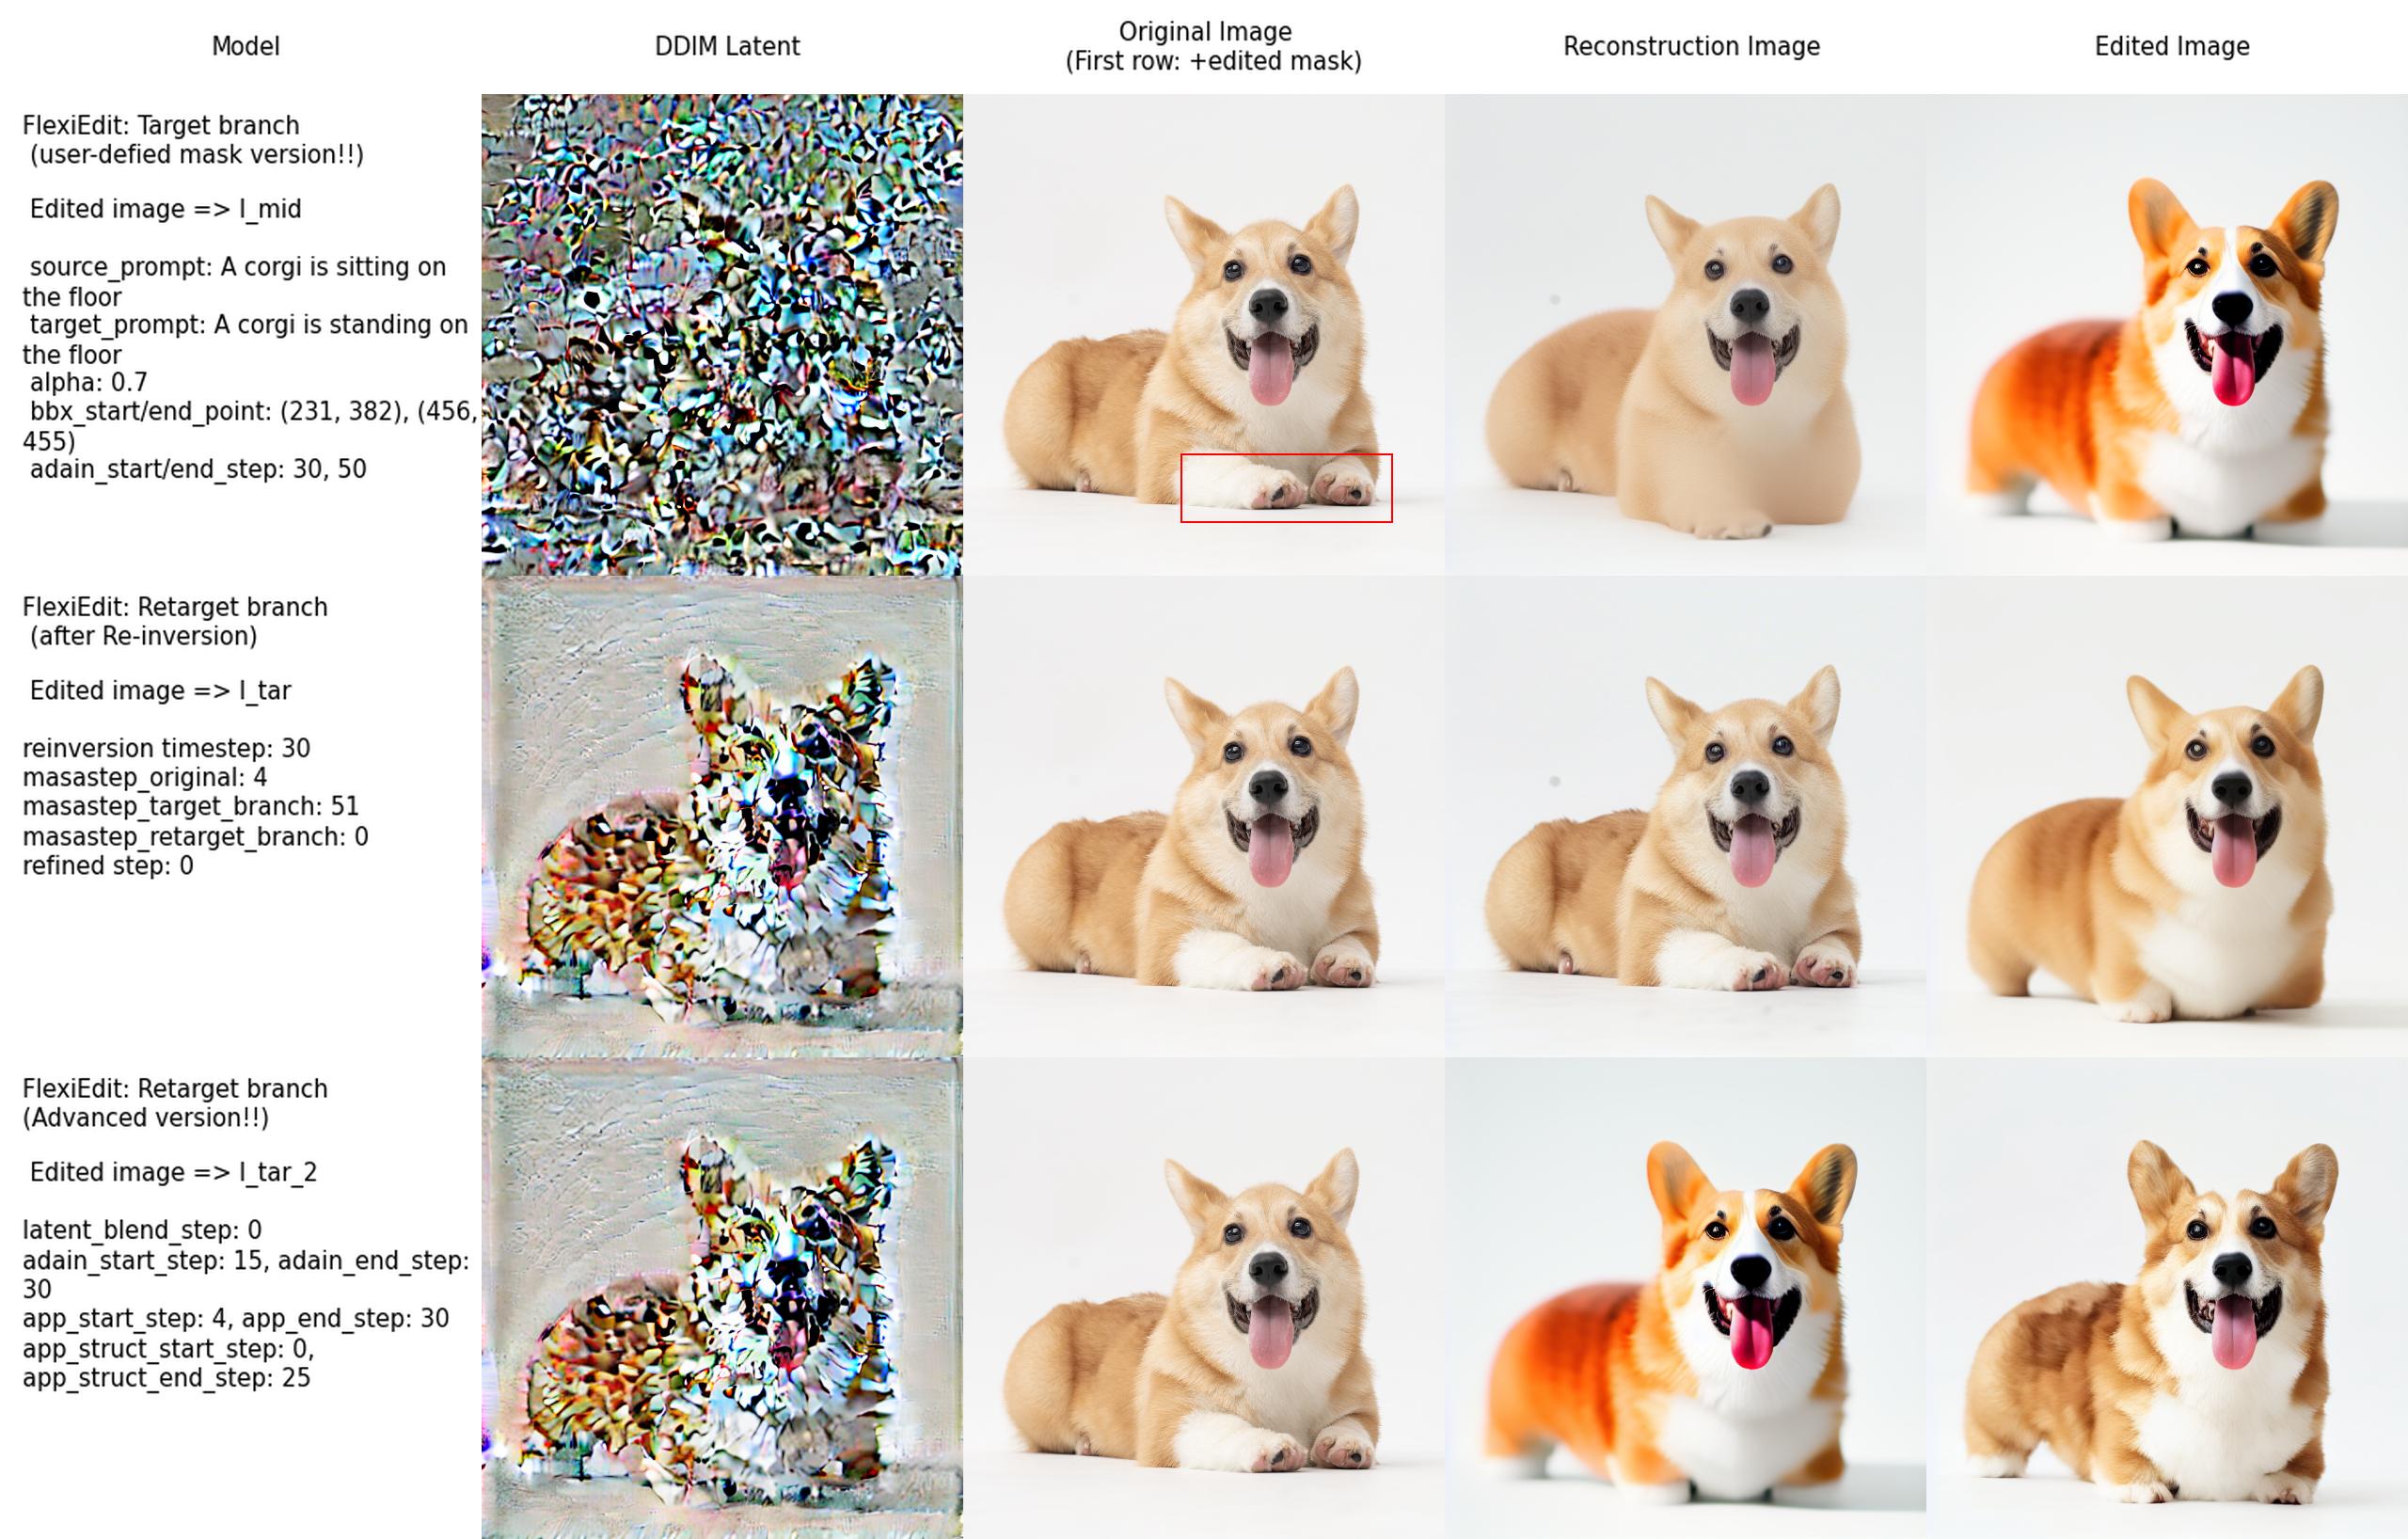 Model
DDIM Latent
Original Image
(First row: +edited mask)
Reconstruction Image
Edited Image
FlexiEdit: Target branch
(user-defied mask version!!)
Edited image => I_mid
source_prompt: A corgi is sitting on
the floor
target_prompt: A corgi is standing on
the floor
alpha: 0.7
bbx_start/end_point: (231, 382), (456,
455)
adain_start/end_step: 30, 50
FlexiEdit: Retarget branch
(after Re-inversion)
Edited image => I_tar
reinversion timestep: 30
masastep_original: 4
masastep_target_branch: 51
masastep_retarget_branch: 0
refined step: 0
FlexiEdit: Retarget branch
(Advanced version!!)
Edited image => I_tar_2
latent_blend_step: 0
adain_start_step: 15, adain_end_step:
30
app_start_step: 4, app_end_step: 30
app_struct_start_step: 0,
app_struct_end_step: 25